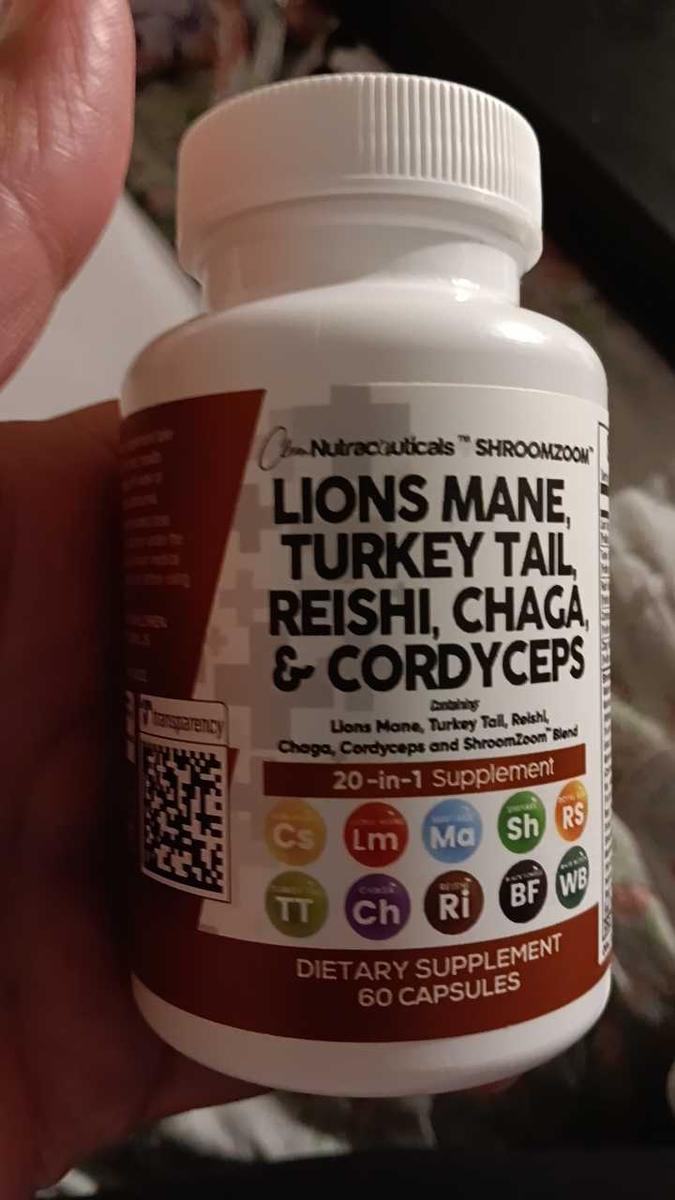 Clean Nutraceuticals™ SHROOMZOOM™
LIONS MANE,
TURKEY TAIL,
REISHI, CHAGA,
& CORDYCEPS
Containing
Lions Mane, Turkey Tail, Reishi,
Chaga, Cordyceps and ShroomZoom™ Blend
20-in-1 Supplement
Cs Lm Ma Sh RS
TT Ch Ri BF WB
transparency
DIETARY SUPPLEMENT
60 CAPSULES